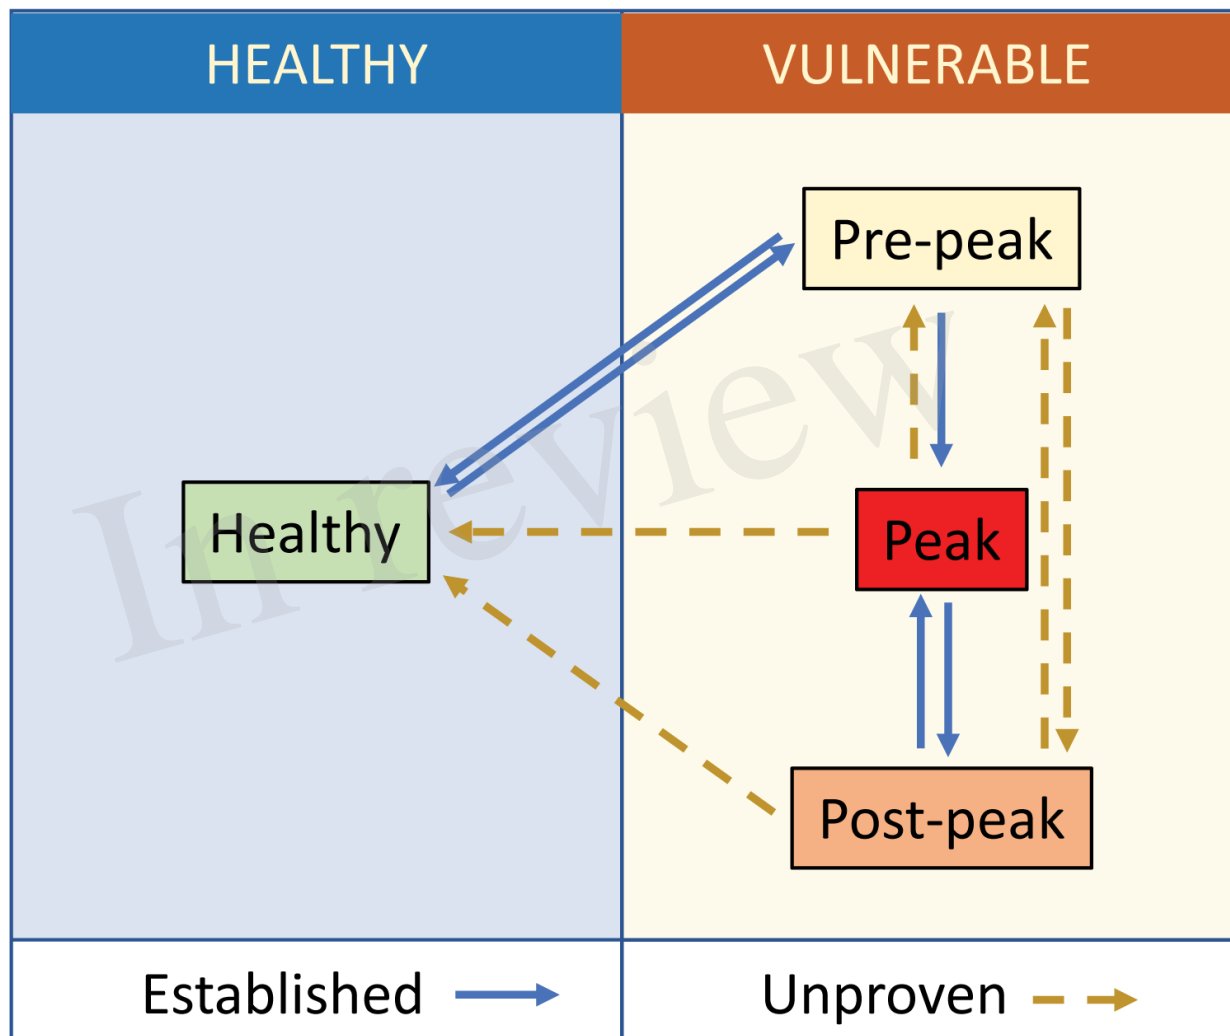 HEALTHY
VULNERABLE
Pre-peak
Healthy
Peak
Post-peak
In review
Established
Unproven